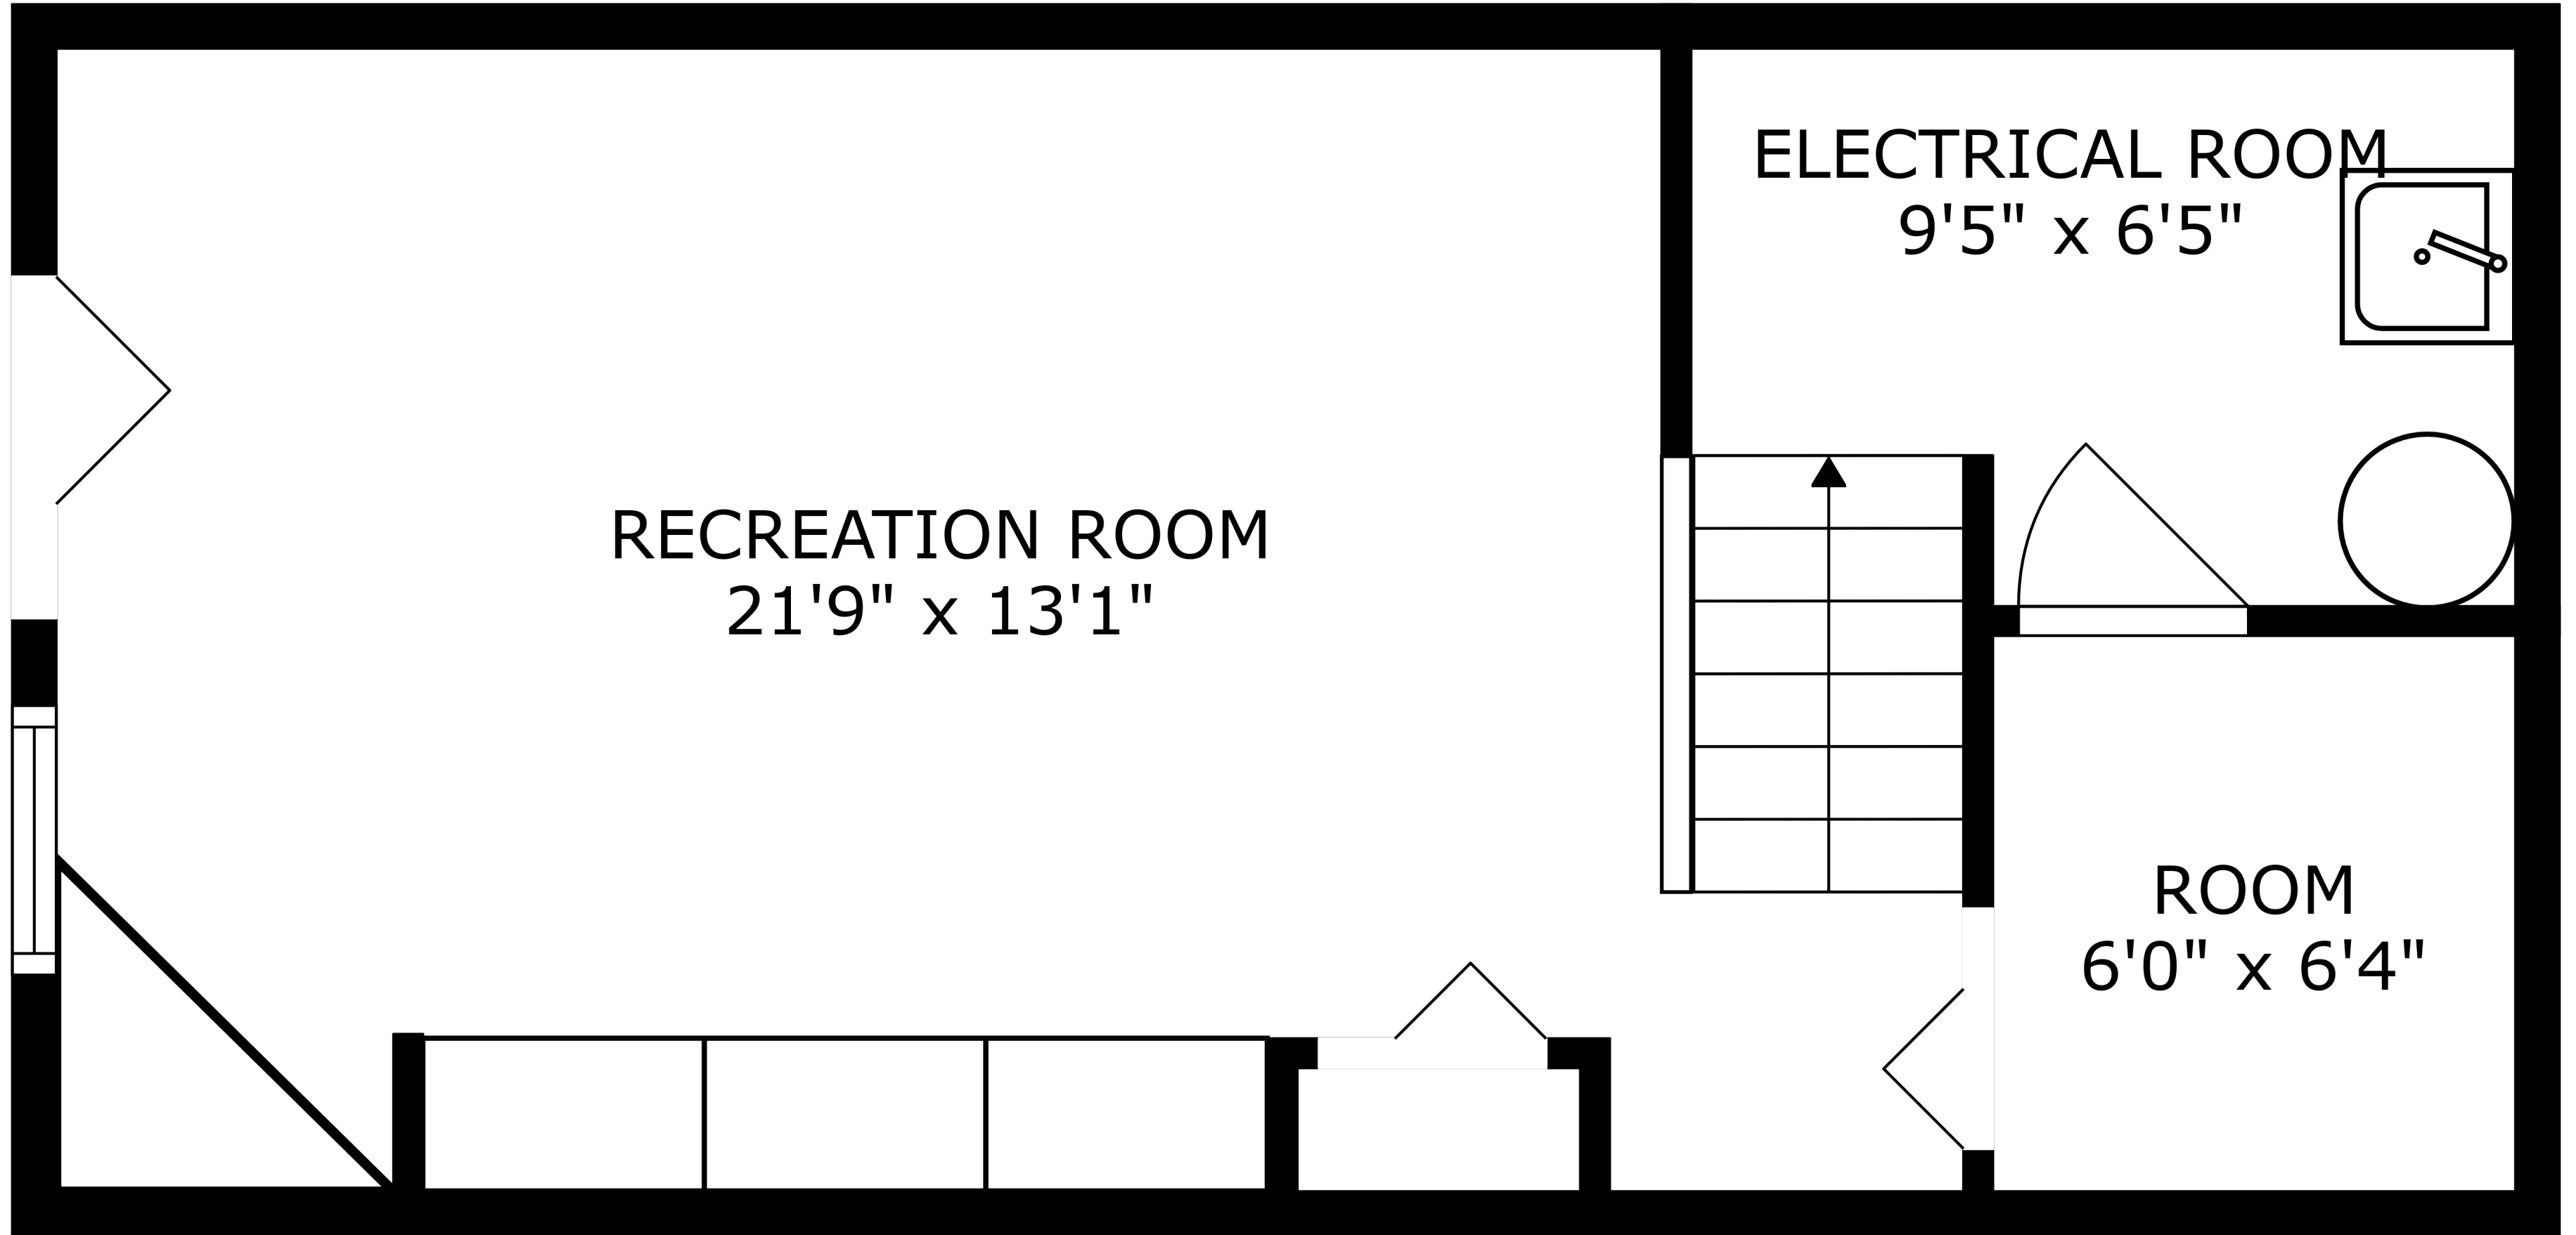 ELECTRICAL ROOM
9'5" x 6'5"
RECREATION ROOM
21'9" x 13'1"
ROOM
6'0" x 6'4"